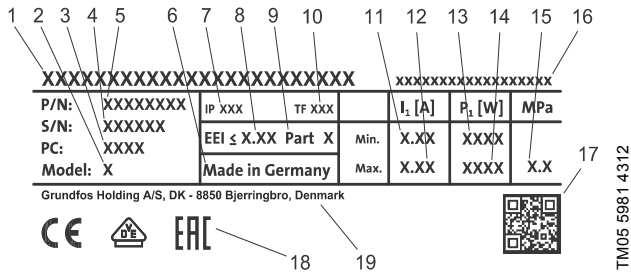 1 2 3 4 5 6 7 8 9 10 11 12 13 14 15 16
XXXXXXXXXXXXXXXXXXXXXXXX xxxxxxxxxxxxxxxxxx
P/N: XXXXXXXX IP XXX TF XXX I1 [A] P1 [W] MPa
S/N: XXXXXX EEI ≤ X.XX Part X Min. X.XX XXXX
PC: XXXX
Model: X Made in Germany Max. X.XX XXXX X.X
Grundfos Holding A/S, DK - 8850 Bjerringbro, Denmark
17
CE VDE EAC
18 19
TM05 5981 4312